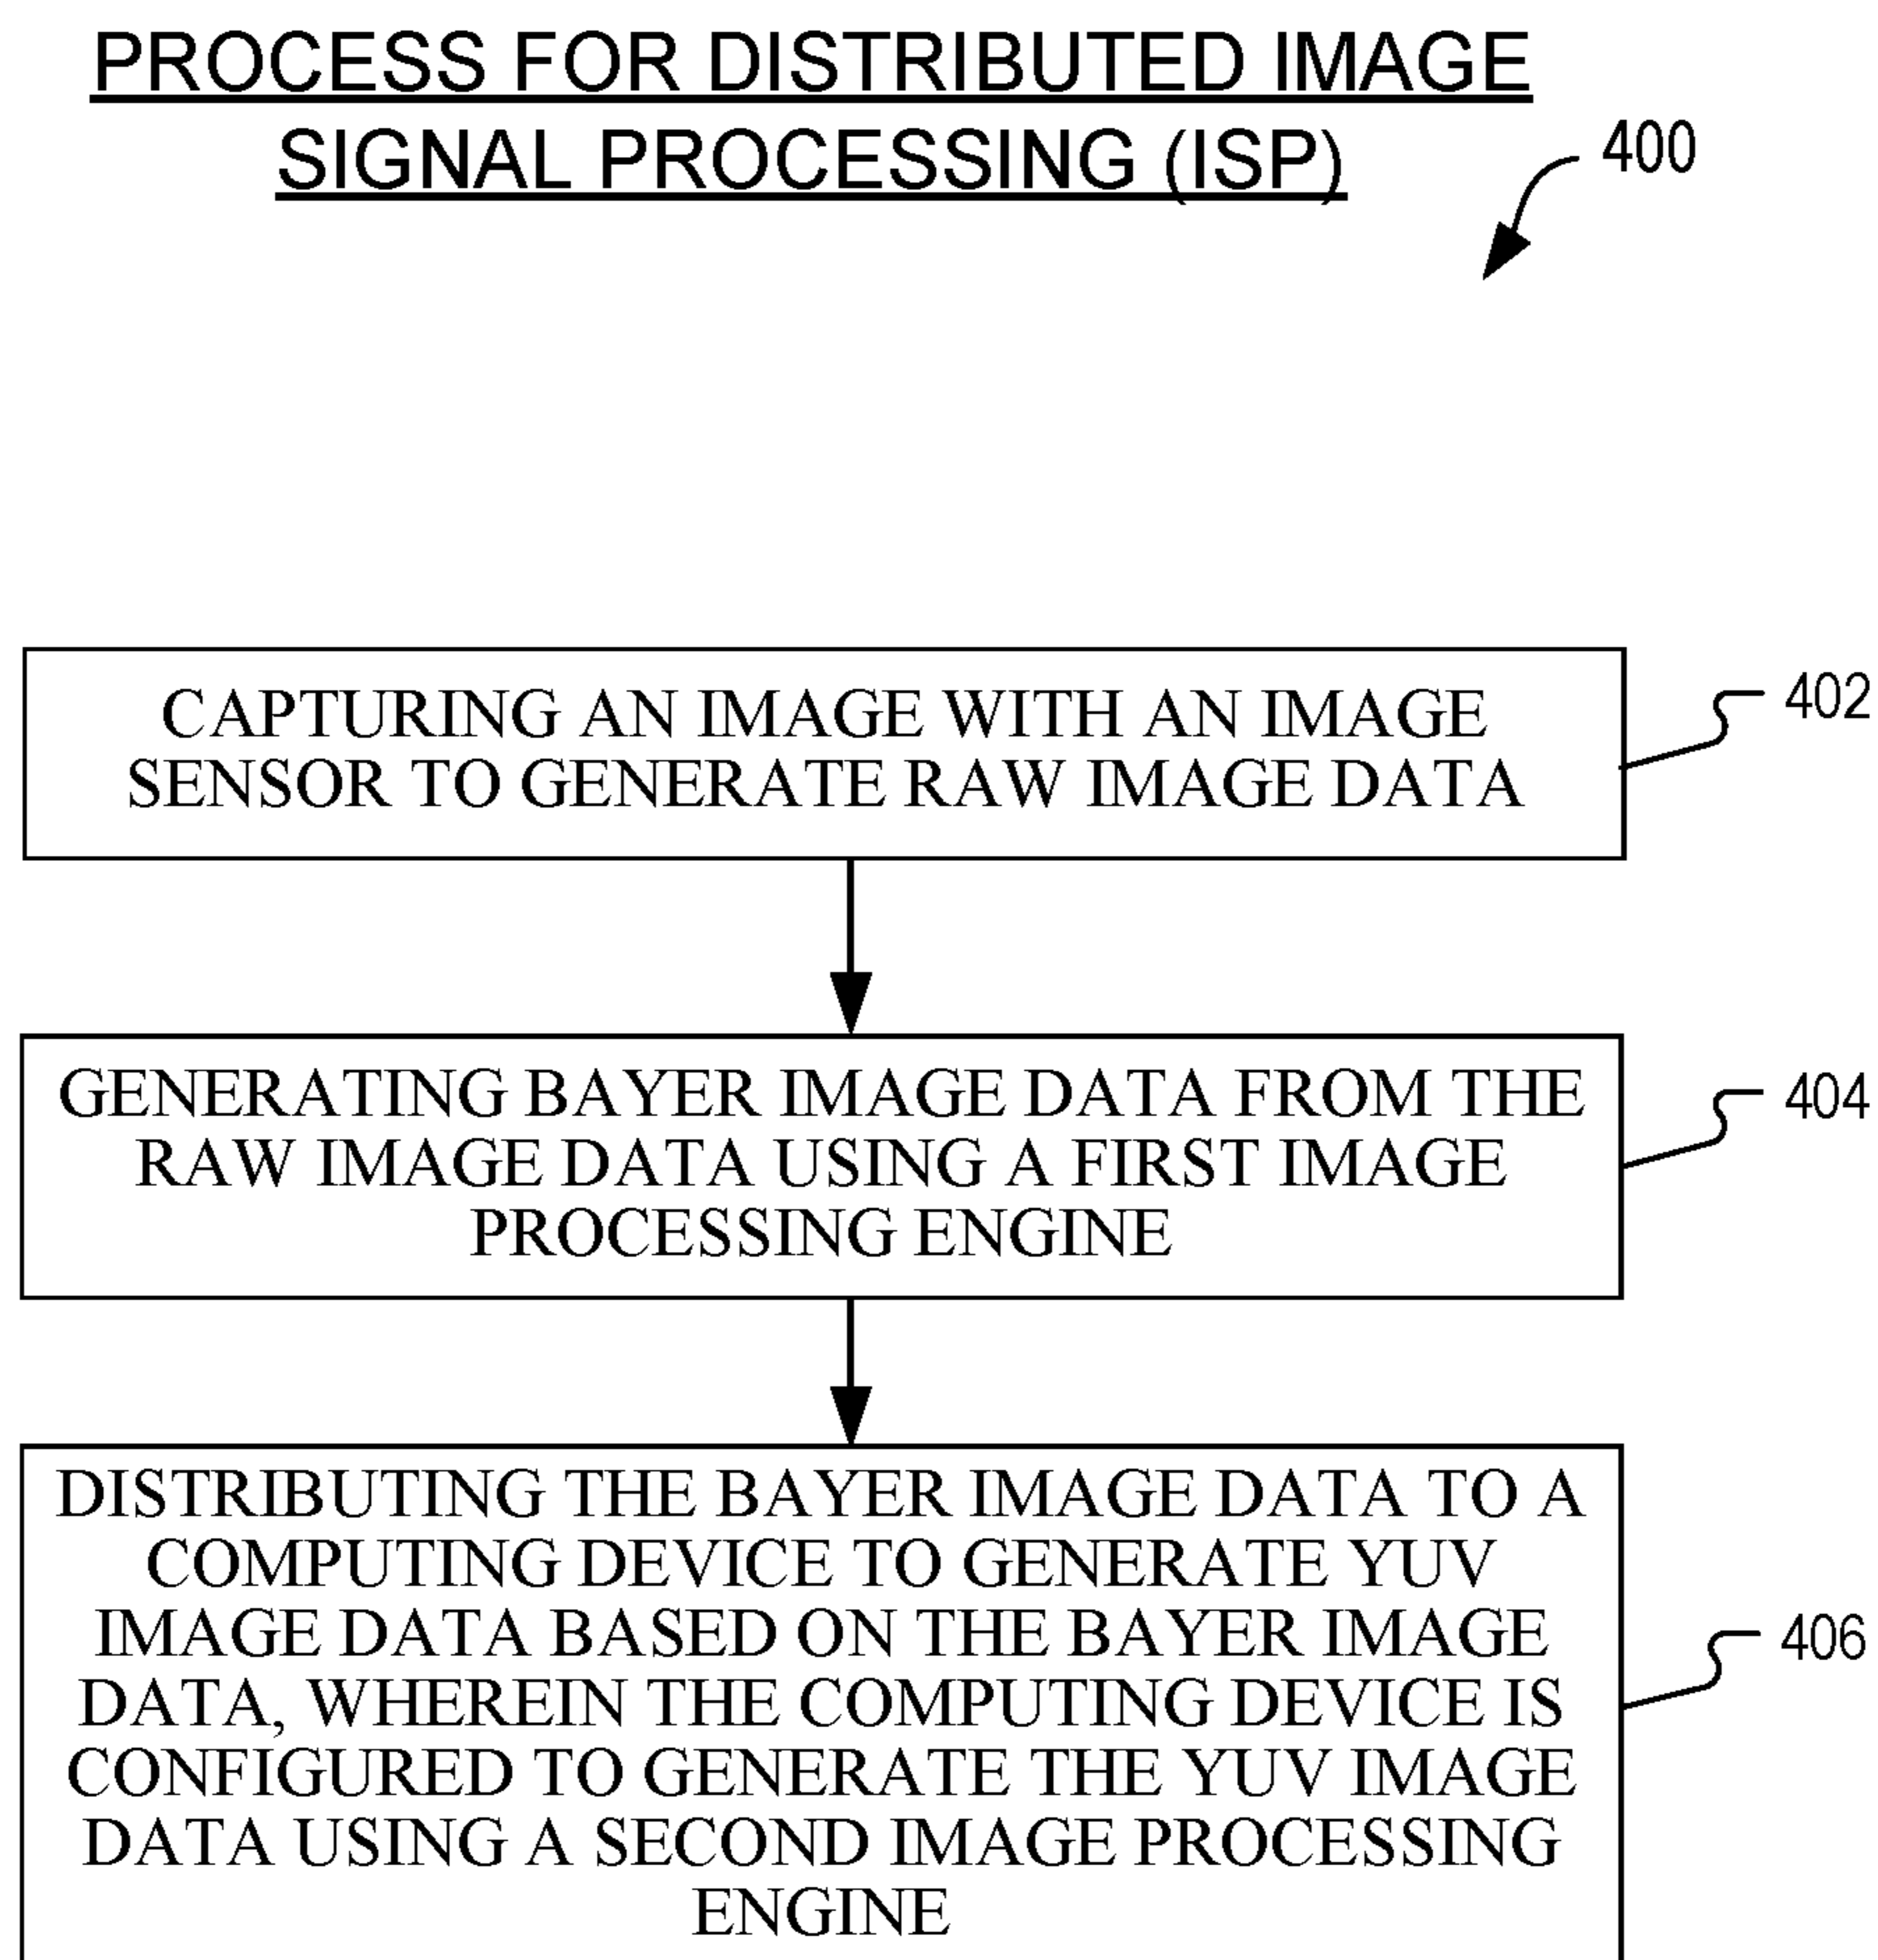 PROCESS FOR DISTRIBUTED IMAGE
SIGNAL PROCESSING (ISP)
400
CAPTURING AN IMAGE WITH AN IMAGE
SENSOR TO GENERATE RAW IMAGE DATA
402
GENERATING BAYER IMAGE DATA FROM THE
RAW IMAGE DATA USING A FIRST IMAGE
PROCESSING ENGINE
404
DISTRIBUTING THE BAYER IMAGE DATA TO A
COMPUTING DEVICE TO GENERATE YUV
IMAGE DATA BASED ON THE BAYER IMAGE
DATA, WHEREIN THE COMPUTING DEVICE IS
CONFIGURED TO GENERATE THE YUV IMAGE
DATA USING A SECOND IMAGE PROCESSING
ENGINE
406